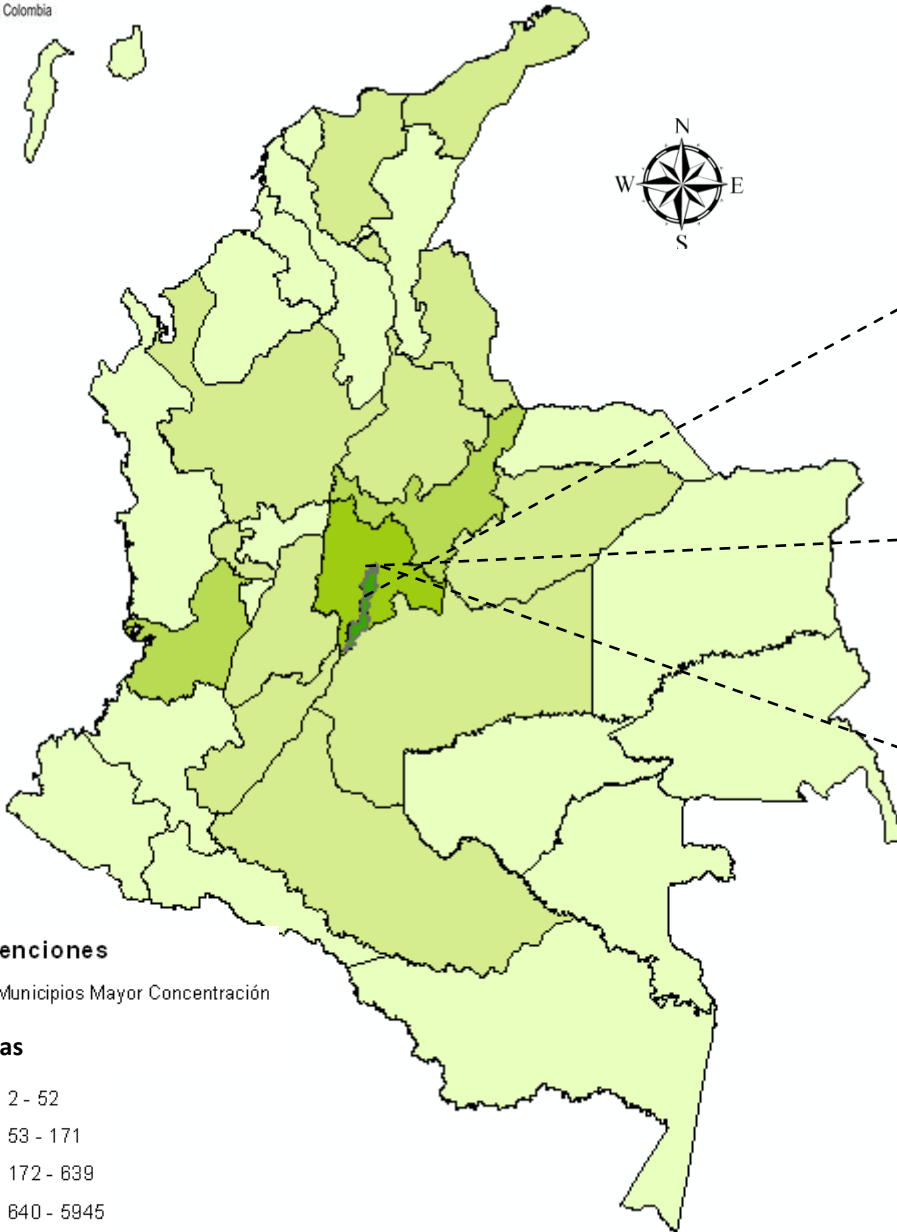 Colombia
N
W E
S
enciones
Municipios Mayor Concentración
as
2 - 52
53 - 171
172 - 639
640 - 5945